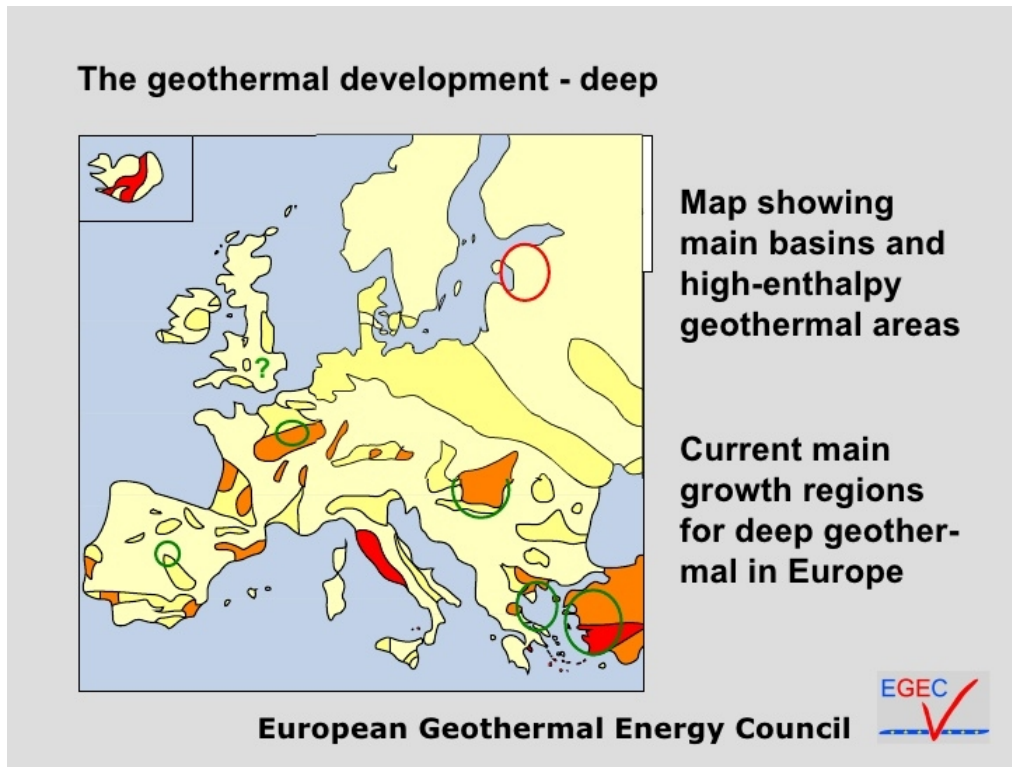 The geothermal development - deep
?
Map showing
main basins and
high-enthalpy
geothermal areas
Current main
growth regions
for deep geother-
mal in Europe
European Geothermal Energy Council
EGEC